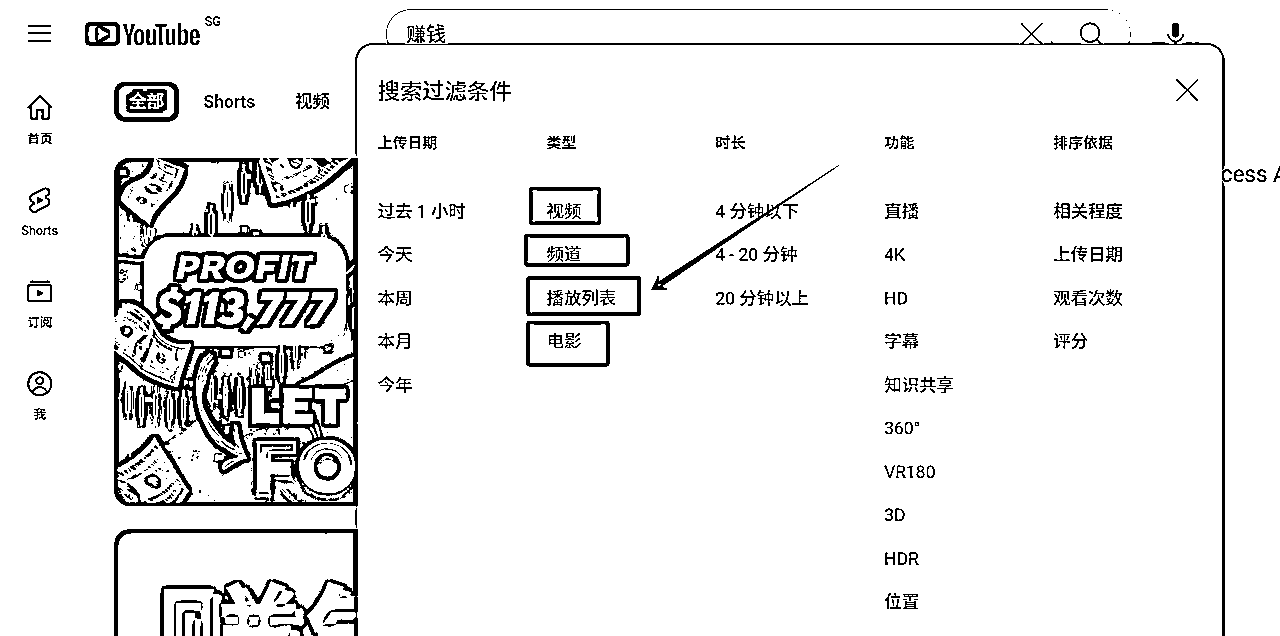 YouTube SG
赚钱
首页
Shorts
订阅
我
全部 Shorts 视频
PROFIT
$113,777
LET
FO
搜索过滤条件
上传日期
过去 1 小时
今天
本周
本月
今年
类型
视频
频道
播放列表
电影
时长
4 分钟以下
4 - 20 分钟
20 分钟以上
功能
直播
4K
HD
字幕
知识共享
360°
VR180
3D
HDR
位置
排序依据
相关程度
上传日期
观看次数
评分
cess A